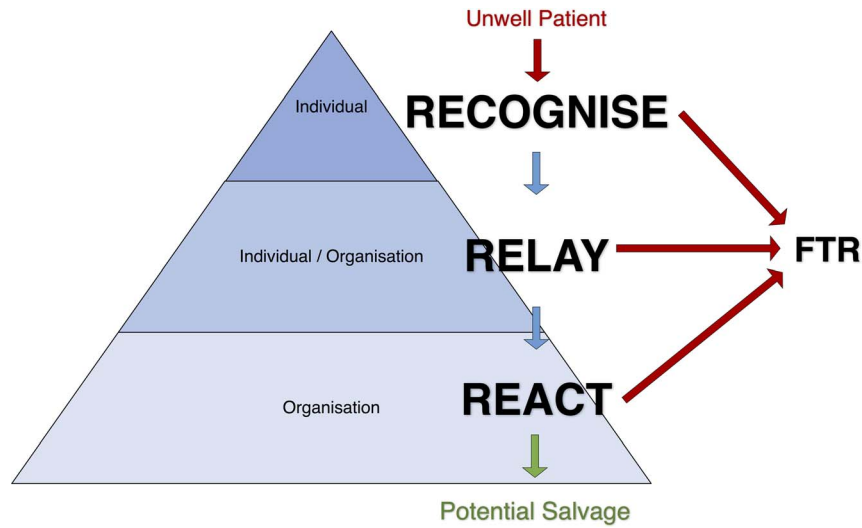 Unwell Patient
Individual
RECOGNISE
Individual / Organisation
RELAY
FTR
Organisation
REACT
Potential Salvage